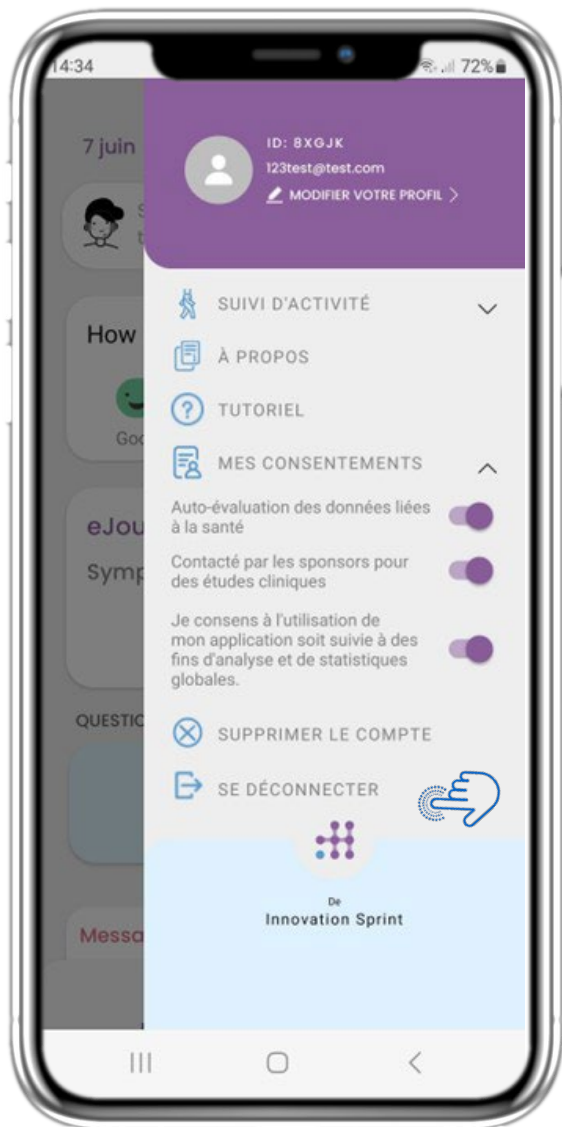 14:34
72%
7 juin
ID: 8XGJK
123test@test.com
MODIFIER VOTRE PROFIL
SUIVI D'ACTIVITÉ
How
À PROPOS
TUTORIEL
MES CONSENTEMENTS
Auto-évaluation des données liées
à la santé
eJou
Contacté par les sponsors pour
des études cliniques
Symp
Je consens à l'utilisation de
mon application soit suivie à des
fins d'analyse et de statistiques
globales.
QUESTIO
SUPPRIMER LE COMPTE
SE DÉCONNECTER
De
Innovation Sprint
Messa